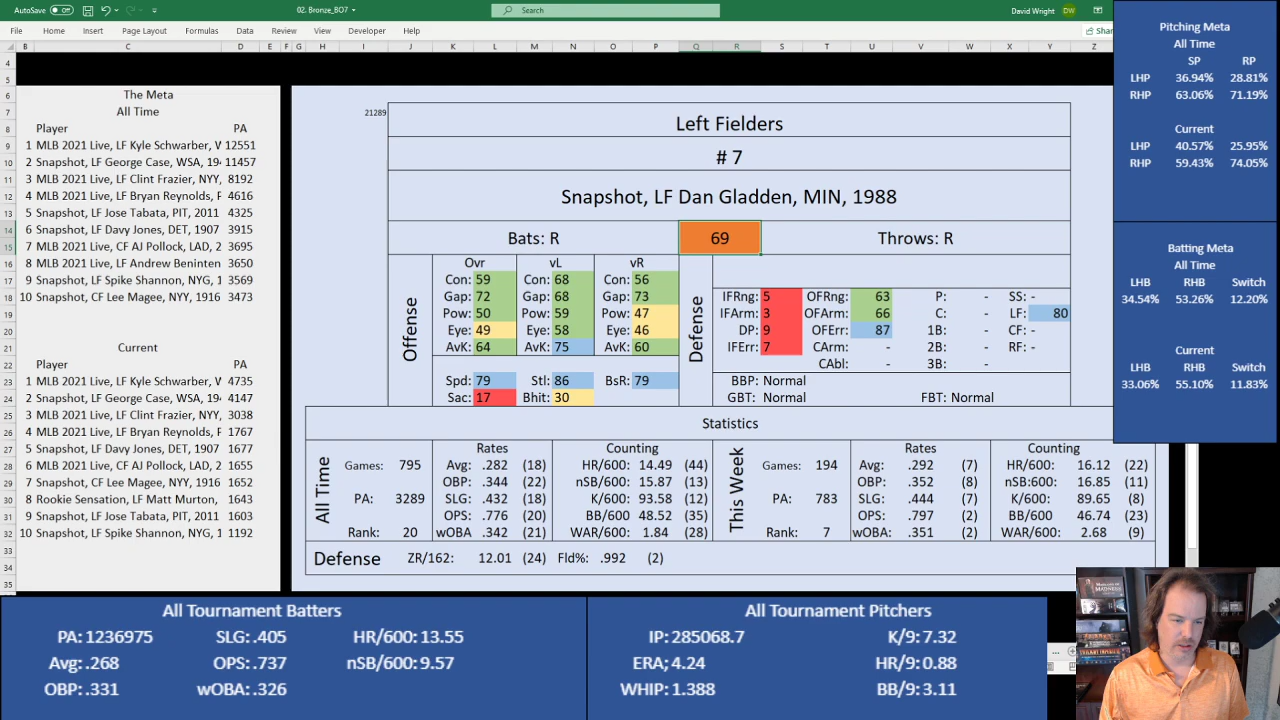 AutoSave Off
02. Bronze_BO7
Search
David Wright DW
File Home Insert Page Layout Formulas Data Review View Developer Help
B C D E F G H I J K L M N O P Q R S T U V W X Y Z
The Meta
All Time
Player PA
1 MLB 2021 Live, LF Kyle Schwarber, V 12551
2 Snapshot, LF George Case, WSA, 194 11457
3 MLB 2021 Live, LF Clint Frazier, NYY, 8192
4 MLB 2021 Live, LF Bryan Reynolds, P 4616
5 Snapshot, LF Jose Tabata, PIT, 2011 4325
6 Snapshot, LF Davy Jones, DET, 1907 3915
7 MLB 2021 Live, CF AJ Pollock, LAD, 2 3695
8 MLB 2021 Live, LF Andrew Beninten 3650
9 Snapshot, LF Spike Shannon, NYG, 1 3569
10 Snapshot, CF Lee Magee, NYY, 1916 3473
Current
Player PA
1 MLB 2021 Live, LF Kyle Schwarber, V 4735
2 Snapshot, LF George Case, WSA, 194 4147
3 MLB 2021 Live, LF Clint Frazier, NYY, 3038
4 MLB 2021 Live, LF Bryan Reynolds, P 1767
5 Snapshot, LF Davy Jones, DET, 1907 1677
6 MLB 2021 Live, CF AJ Pollock, LAD, 2 1655
7 Snapshot, CF Lee Magee, NYY, 1916 1652
8 Rookie Sensation, LF Matt Murton, 1643
9 Snapshot, LF Jose Tabata, PIT, 2011 1603
10 Snapshot, LF Spike Shannon, NYG, 1 1192
21289
Left Fielders
# 7
Snapshot, LF Dan Gladden, MIN, 1988
Bats: R 69 Throws: R
Offense
Ovr vL vR
Con: 59 Con: 68 Con: 56
Gap: 72 Gap: 68 Gap: 73
Pow: 50 Pow: 59 Pow: 47
Eye: 49 Eye: 58 Eye: 46
AvK: 64 AvK: 75 AvK: 60
Spd: 79 Stl: 86 BsR: 79
Sac: 17 Bhit: 30
Defense
IFRng: 5 OFRng: 63 P: - SS: -
IFArm: 3 OFArm: 66 C: - LF: 80
DP: 9 OFErr: 87 1B: - CF: -
IFErr: 7 CArm: - 2B: - RF: -
CAbl: - 3B: -
BBP: Normal
GBT: Normal FBT: Normal
Statistics
All Time
Games: 795
PA: 3289
Rank: 20
Rates Counting
Avg: .282 (18) HR/600: 14.49 (44)
OBP: .344 (22) nSB/600: 15.87 (13)
SLG: .432 (18) K/600: 93.58 (12)
OPS: .776 (20) BB/600 48.52 (35)
wOBA .342 (21) WAR/600: 1.84 (28)
This Week
Games: 194
PA: 783
Rank: 7
Rates Counting
Avg: .292 (7) HR/600: 16.12 (22)
OBP: .352 (8) nSB:600: 16.85 (11)
SLG: .444 (7) K/600: 89.65 (8)
OPS: .797 (2) BB/600 46.74 (23)
wOBA: .351 (2) WAR/600: 2.68 (9)
Defense ZR/162: 12.01 (24) Fld%: .992 (2)
Pitching Meta
All Time
SP RP
LHP 36.94% 28.81%
RHP 63.06% 71.19%
Current
LHP 40.57% 25.95%
RHP 59.43% 74.05%
Batting Meta
All Time
LHB RHB Switch
34.54% 53.26% 12.20%
Current
LHB RHB Switch
33.06% 55.10% 11.83%
All Tournament Batters
PA: 1236975 SLG: .405 HR/600: 13.55
Avg: .268 OPS: .737 nSB/600: 9.57
OBP: .331 wOBA: .326
All Tournament Pitchers
IP: 285068.7 K/9: 7.32
ERA; 4.24 HR/9: 0.88
WHIP: 1.388 BB/9: 3.11